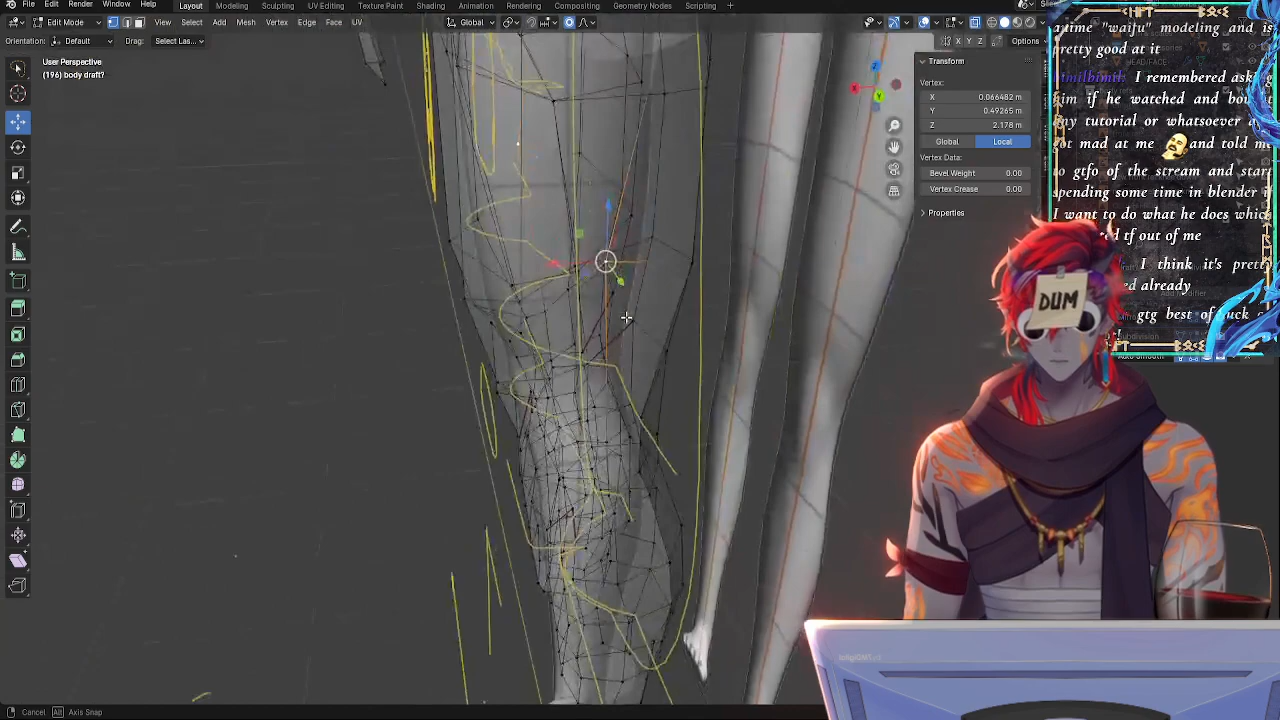 File Edit Render Window Help Layout Modeling Sculpting UV Editing Texture Paint Shading Animation Rendering Compositing Geometry Nodes Scripting +
Edit Mode View Select Add Mesh Vertex Edge Face UV Global
Orientation: Default Drag: Select Las... X Y Z Options
User Perspective
(196) body draft?
Transform
Vertex:
X 0.066482 m
Y 0.49265 m
Z 2.178 m
Global Local
Vertex Data:
Bevel Weight 0.00
Vertex Crease 0.00
Properties
anime "waifu" modeling and is
pretty good at it
I remembered ask
him if he watched and
any tutorial or whatsoever
got mad at me and told m
to gtfo of the stream and star
spending some time in blender
I want to do what he does
tf out of me
I think it's
already
gtg best of
DUM
Cancel Alt Axis Snap